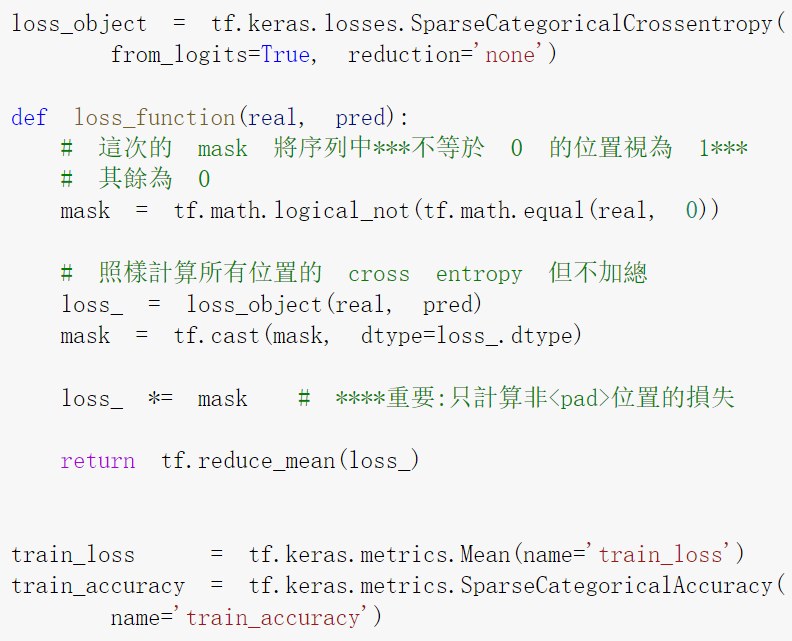 loss_object = tf.keras.losses.SparseCategoricalCrossentropy(
        from_logits=True, reduction='none')
def loss_function(real, pred):
    # 這次的 mask 將序列中***不等於 0 的位置視為 1***
    # 其餘為 0
    mask = tf.math.logical_not(tf.math.equal(real, 0))
    # 照樣計算所有位置的 cross entropy 但不加總
    loss_ = loss_object(real, pred)
    mask = tf.cast(mask, dtype=loss_.dtype)
    loss_ *= mask  # ****重要:只計算非<pad>位置的損失
    return tf.reduce_mean(loss_)
train_loss = tf.keras.metrics.Mean(name='train_loss')
train_accuracy = tf.keras.metrics.SparseCategoricalAccuracy(
        name='train_accuracy')